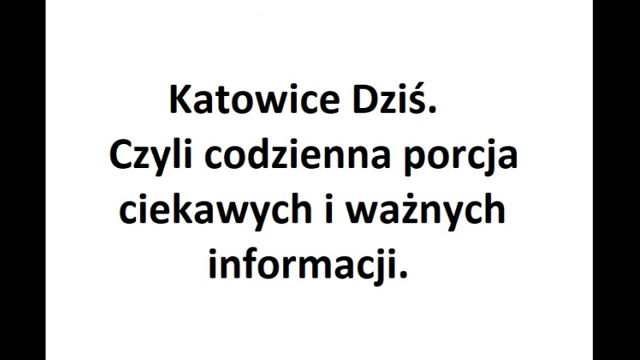 Katowice Dziś.
Czyli codzienna porcja
ciekawych i ważnych
informacji.